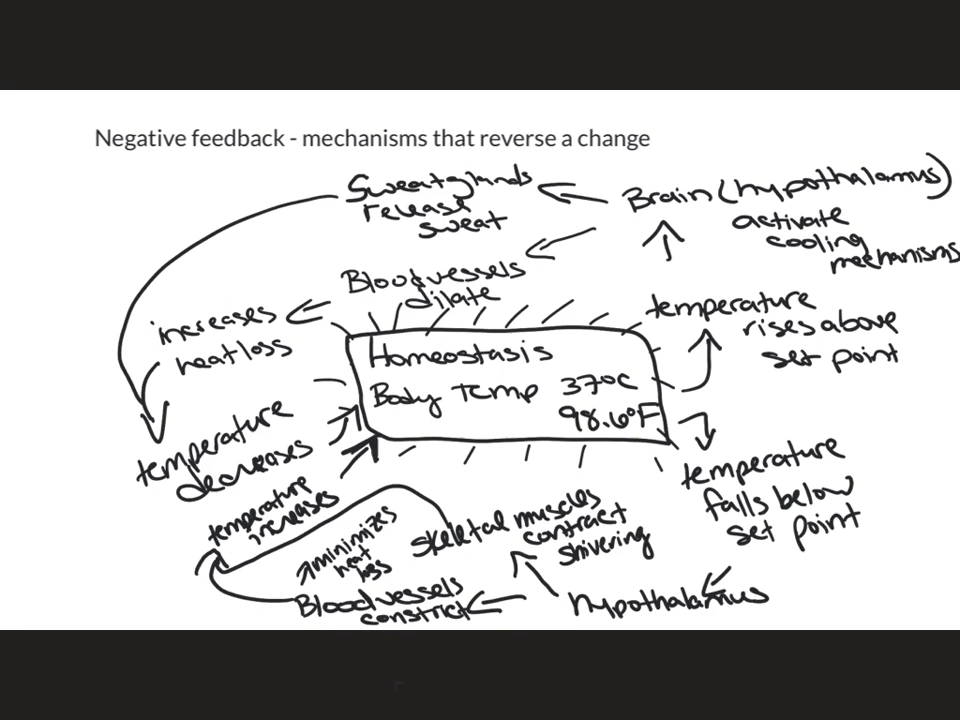 Negative feedback - mechanisms that reverse a change
Sweat glands
release
sweat
Brain (hypothalamus)
activate
cooling
mechanisms
Blood vessels
dilate
increases
heat loss
temperature
rises above
set point
Homeostasis
Body Temp 37°C
98.6°F
temperature
decreases
temperature
increases
temperature
falls below
set point
minimizes
heat
loss
skeletal muscles
contract
shivering
Blood vessels
constrict
hypothalamus